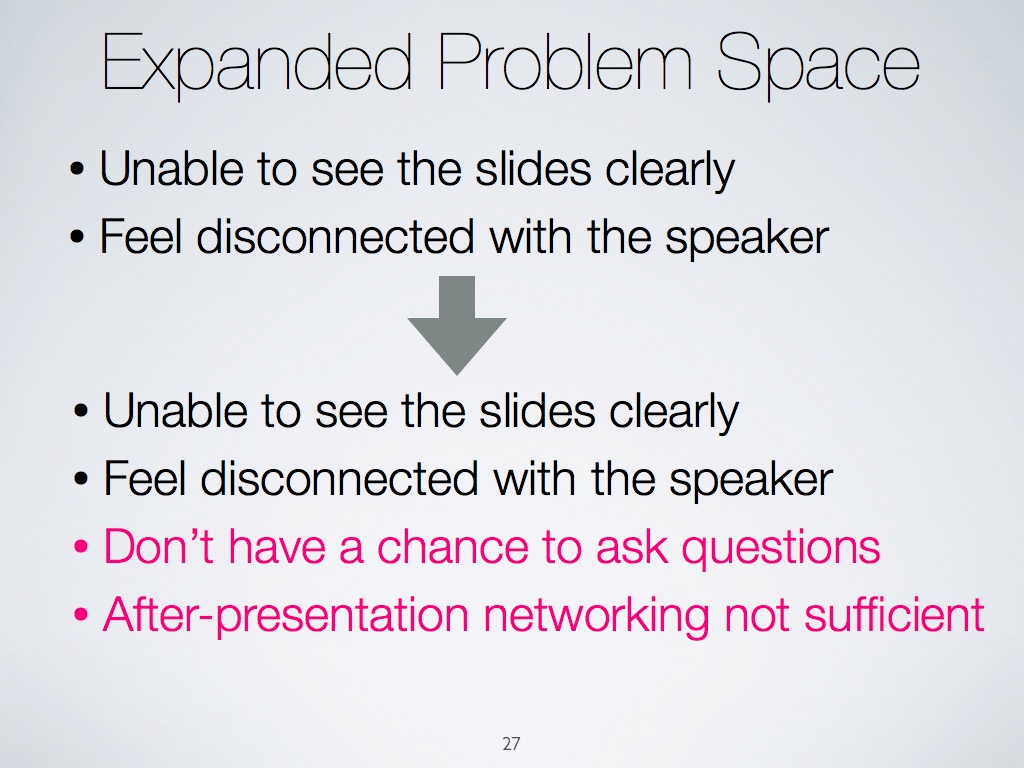 Expanded Problem Space
• Unable to see the slides clearly
• Feel disconnected with the speaker
• Unable to see the slides clearly
• Feel disconnected with the speaker
• Don’t have a chance to ask questions
• After-presentation networking not sufficient
27